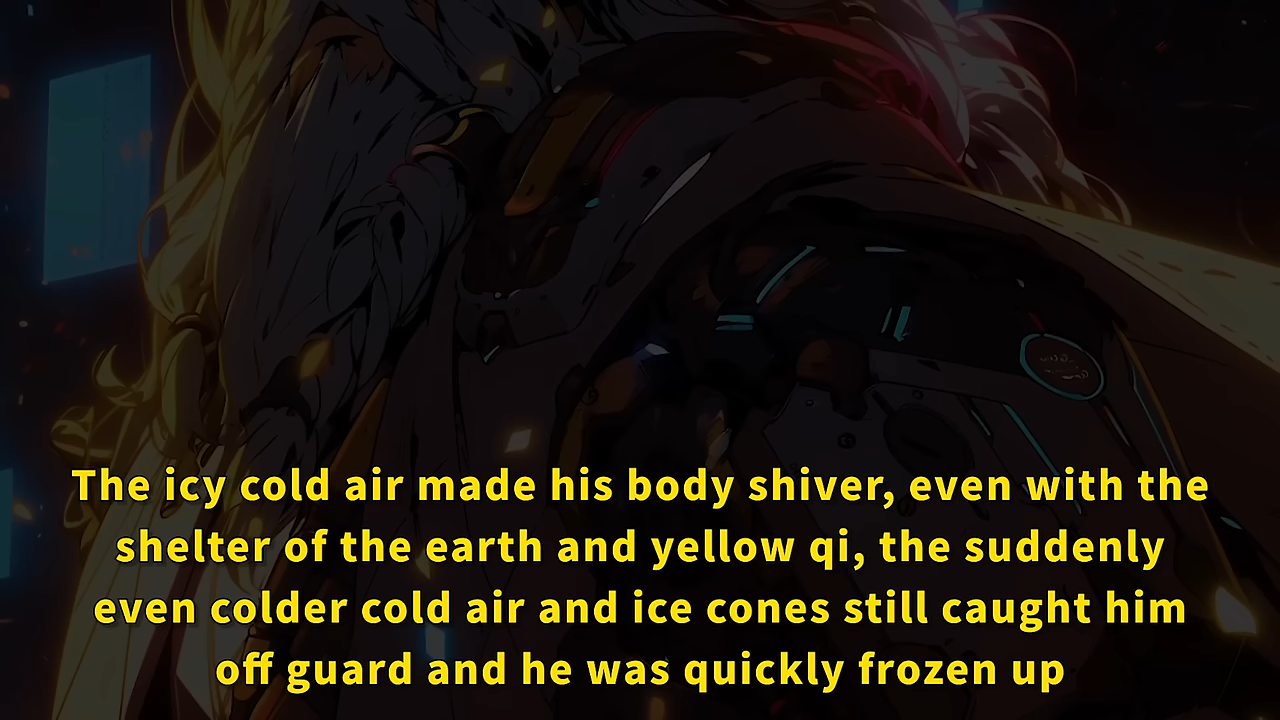 The icy cold air made his body shiver, even with the
shelter of the earth and yellow qi, the suddenly
even colder cold air and ice cones still caught him
off guard and he was quickly frozen up